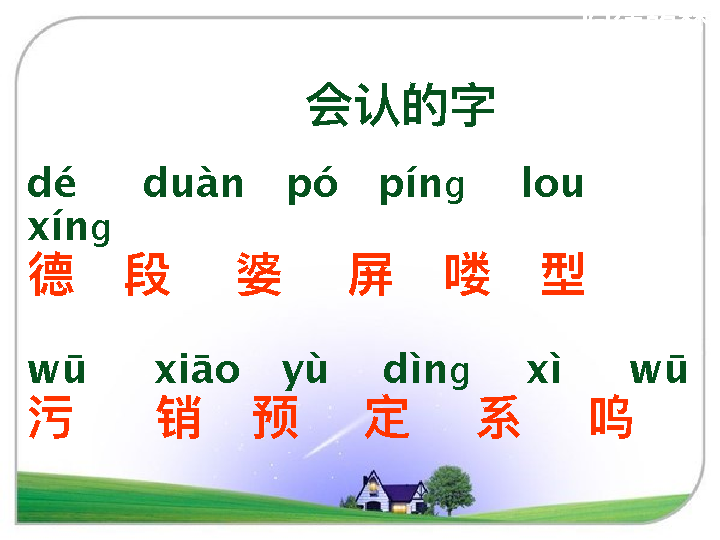 会认的字
dé duàn pó píng lou
xíng
德 段 婆 屏 喽 型
wū xiāo yù dìng xì wū
污 销 预 定 系 呜